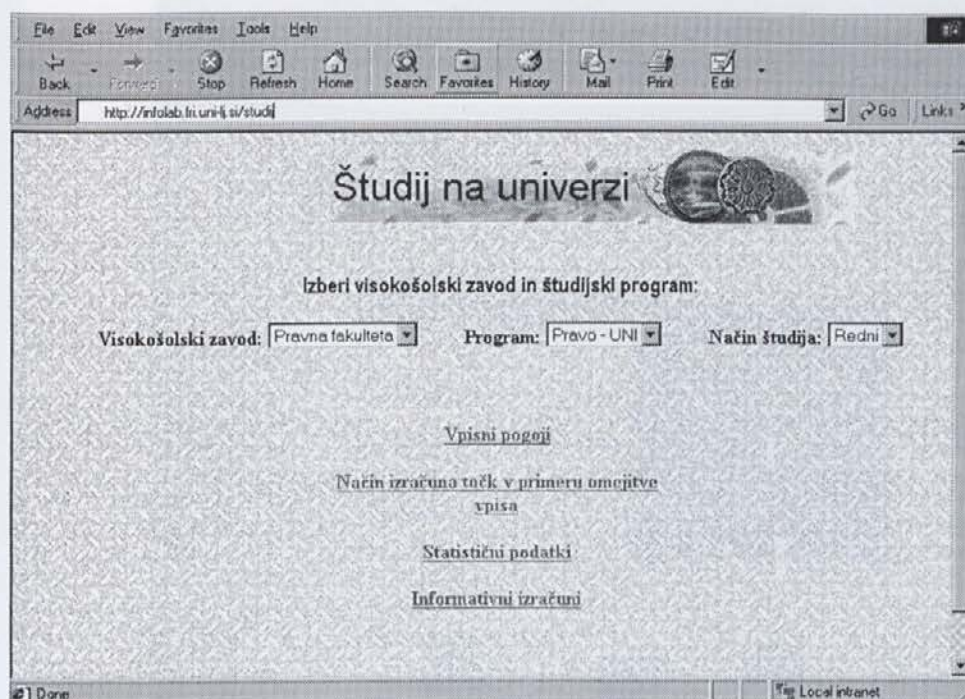 File Edit View Favorites Tools Help
Back Forward Stop Refresh Home Search Favorites History Mail Print Edit
Address http://infolab.fri.uni-lj.si/studij Go Links »
Študij na univerzi
Izberi visokošolski zavod in študijski program:
Visokošolski zavod: Pravna fakulteta Program: Pravo - UNI Način študija: Redni
Vpisni pogoji
Način izračuna točk v primeru omejitve
vpisa
Statistični podatki
Informativni izračuni
Done Local intranet